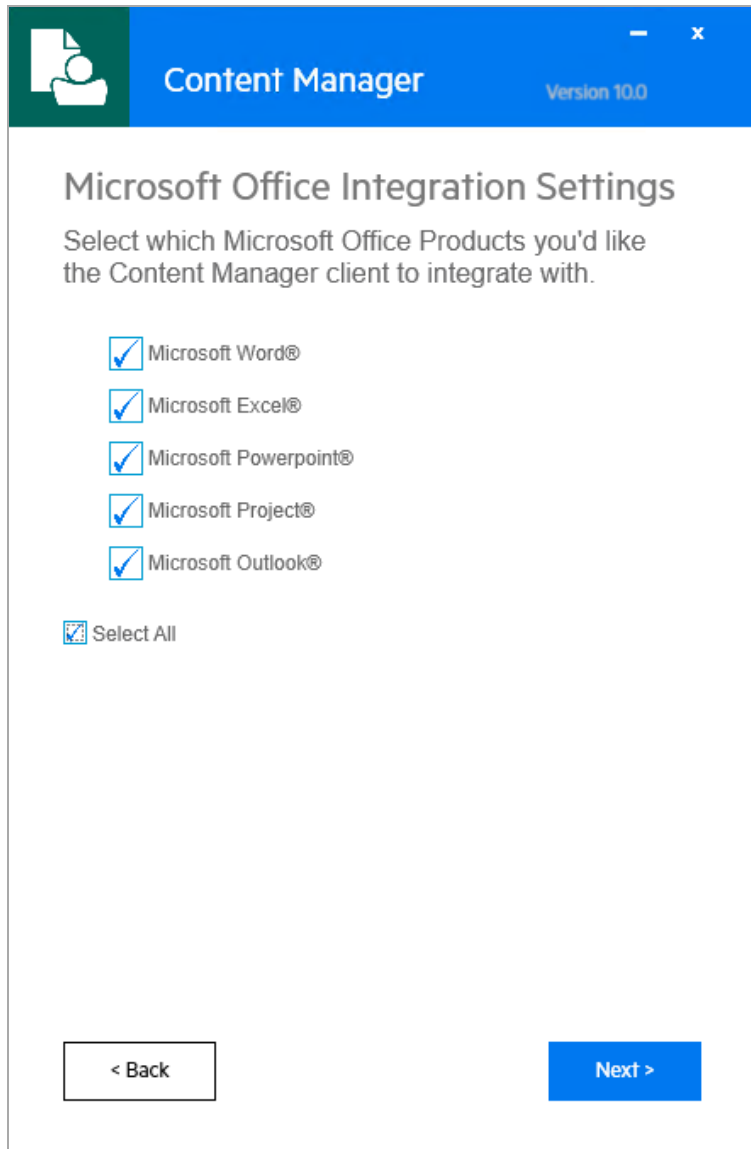 Content Manager
Version 10.0
Microsoft Office Integration Settings
Select which Microsoft Office Products you'd like
the Content Manager client to integrate with.
Microsoft Word®
Microsoft Excel®
Microsoft Powerpoint®
Microsoft Project®
Microsoft Outlook®
Select All
< Back
Next >